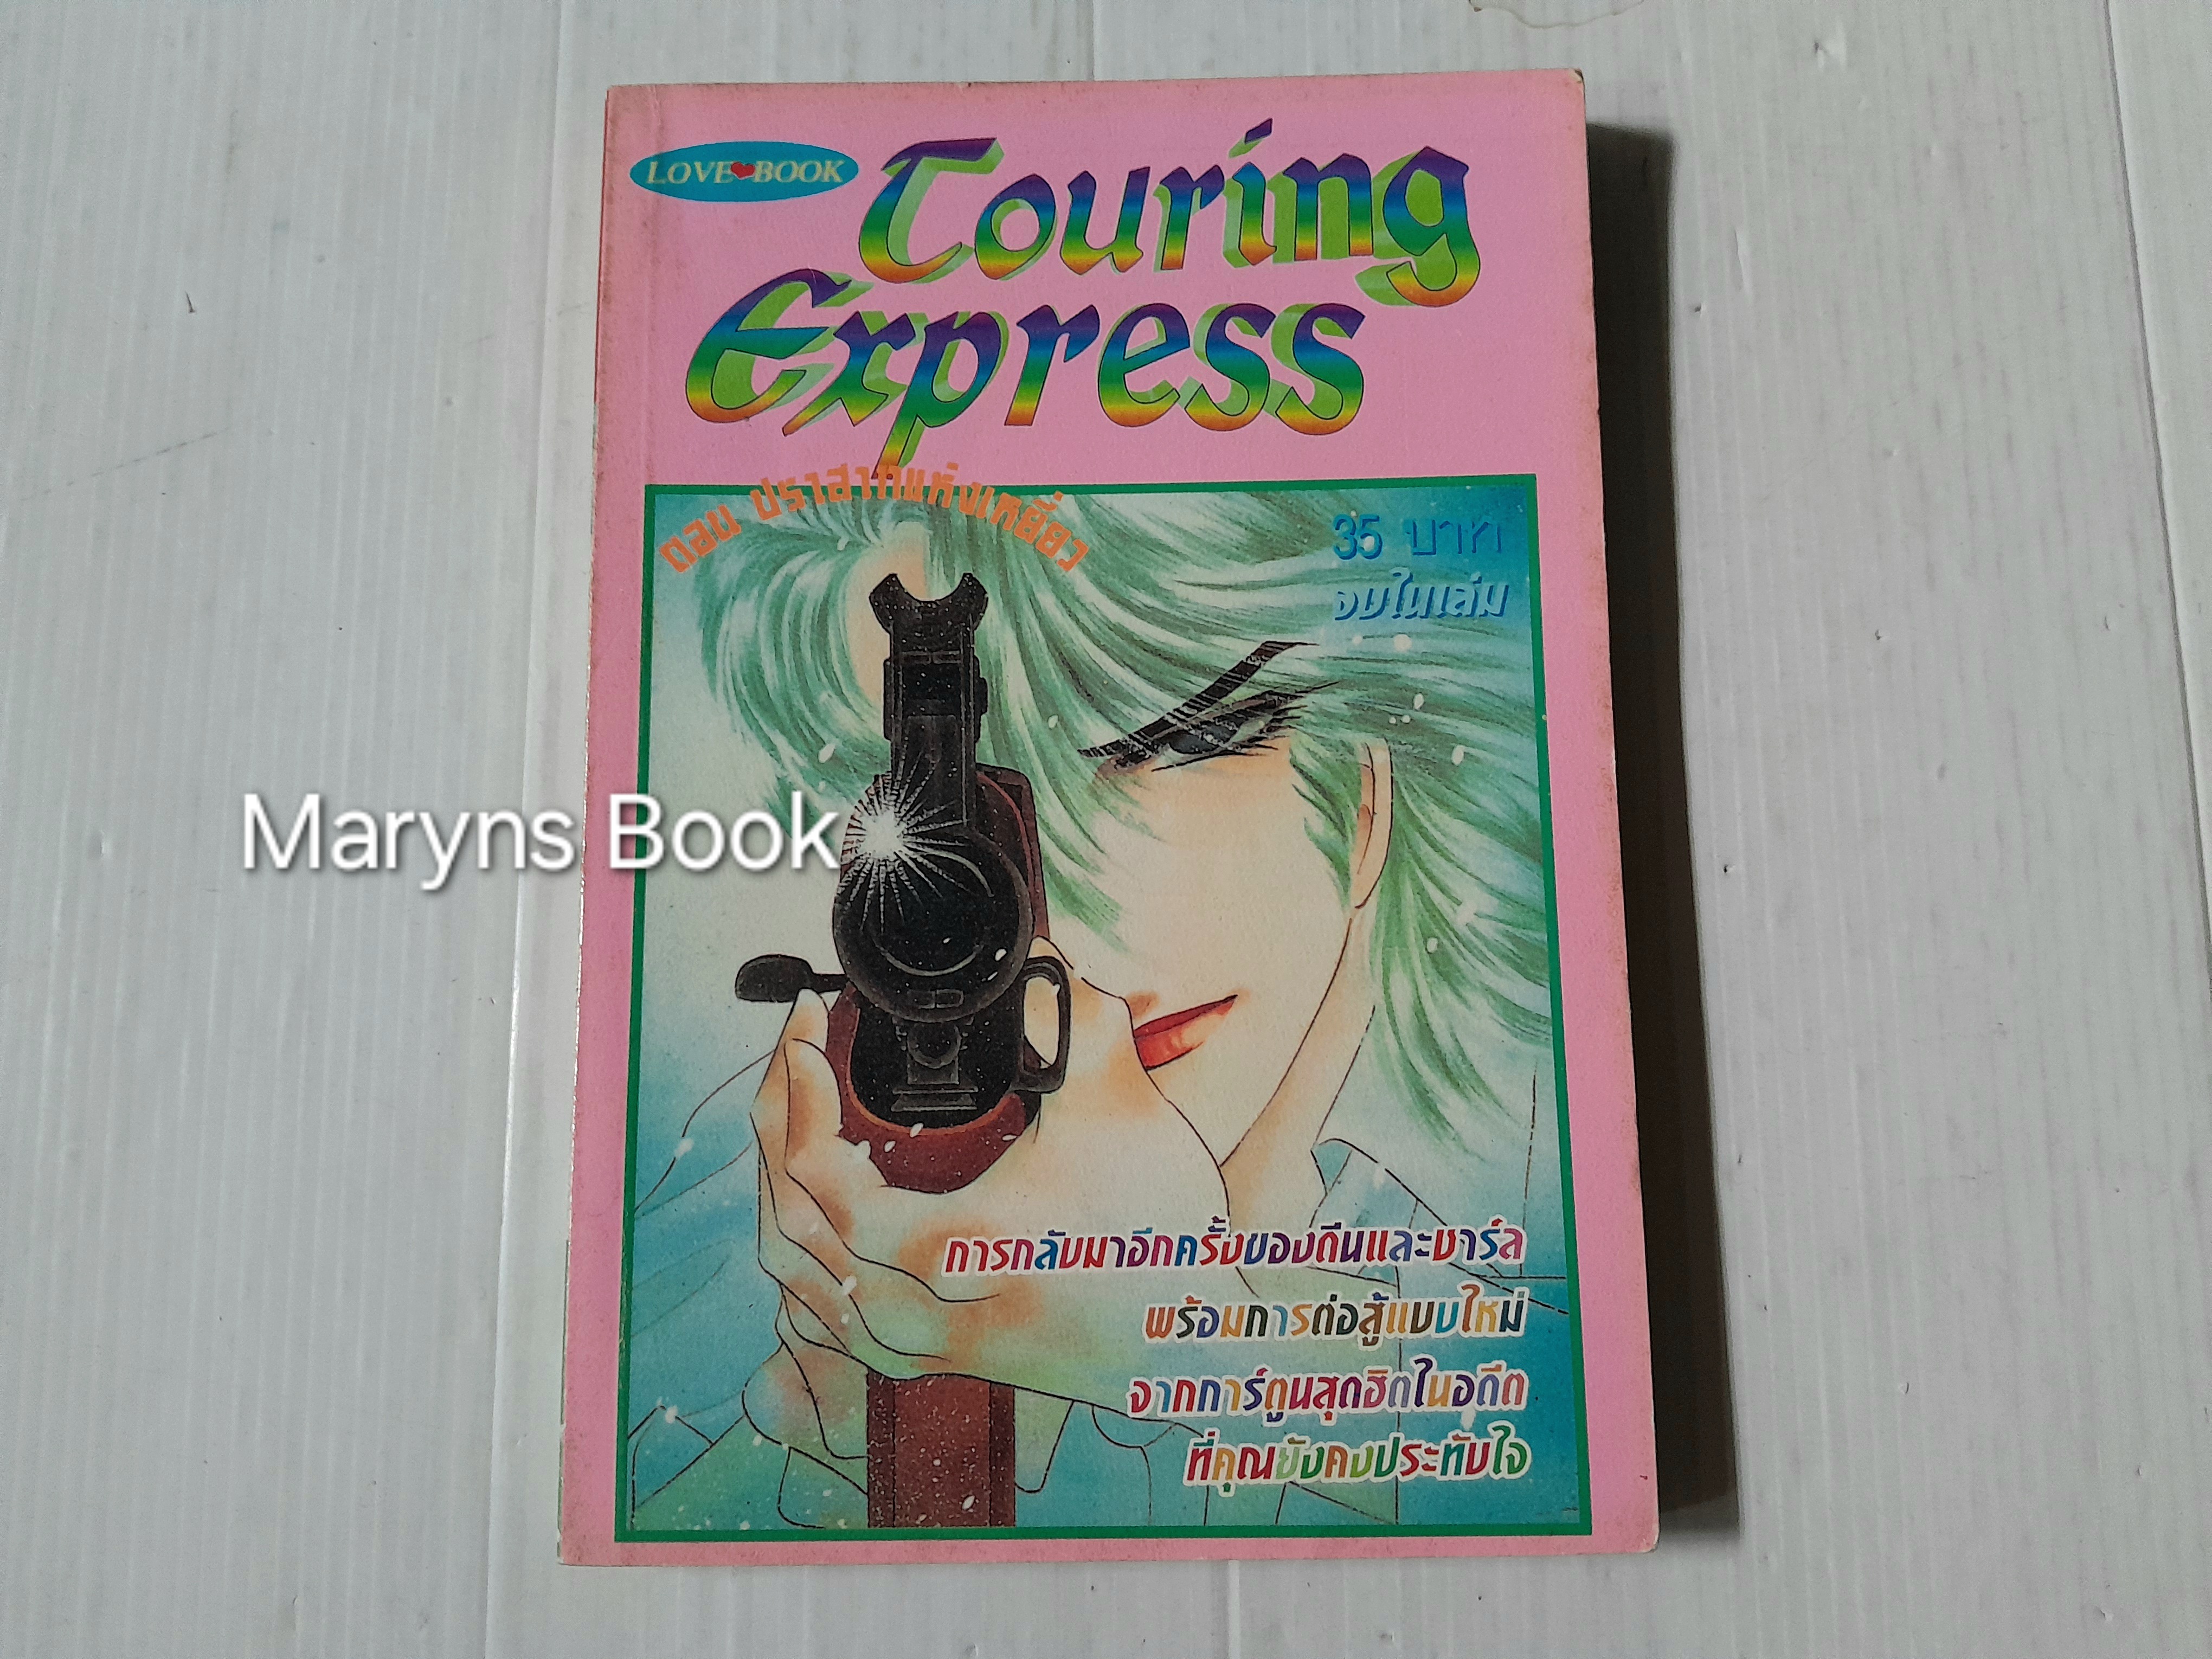 LOVE BOOK
Touring
Express
ตอน ปราสาทแห่งเหยี่ยว
35 บาท
จบในเล่ม
Maryns Book
การกลับมาอีกครั้งของดีนและชาร์ล
พร้อมการต่อสู้แบบใหม่
จากการ์ตูนสุดฮิตในอดีต
ที่คุณยังคงประทับใจ